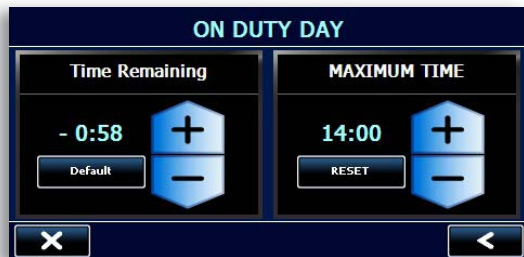 ON DUTY DAY
Time Remaining
MAXIMUM TIME
- 0:58
+
14:00
+
Default
−
RESET
−
X
<